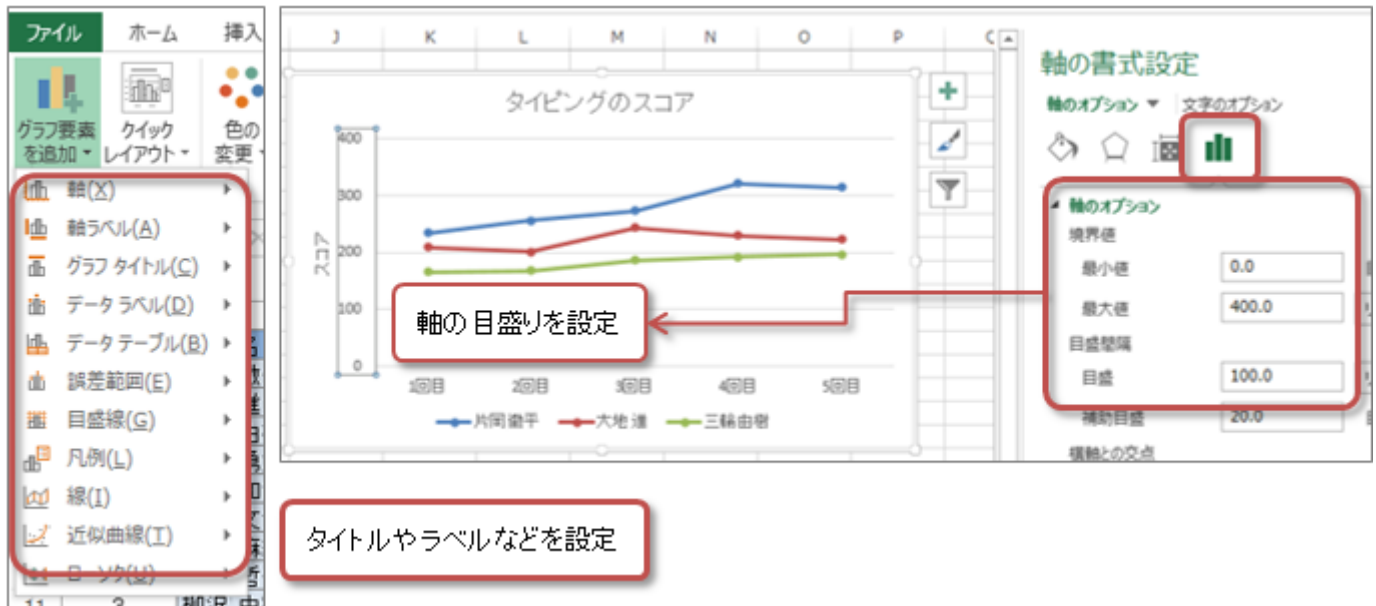 ファイル ホーム 挿入
グラフ要素
を追加
クイック
レイアウト
色の
変更
軸(X)
軸ラベル(A)
グラフ タイトル(C)
データ ラベル(D)
データ テーブル(B)
誤差範囲(E)
目盛線(G)
凡例(L)
線(I)
近似曲線(T)
J K L M N O P
タイピングのスコア
スコア
400
300
200
100
0
1回目 2回目 3回目 4回目 5回目
片岡徹平 大地 進 三輪由樹
軸の目盛りを設定
軸の書式設定
軸のオプション 文字のオプション
軸のオプション
境界値
最小値 0.0
最大値 400.0
目盛間隔
目盛 100.0
補助目盛 20.0
横軸との交点
タイトルやラベルなどを設定